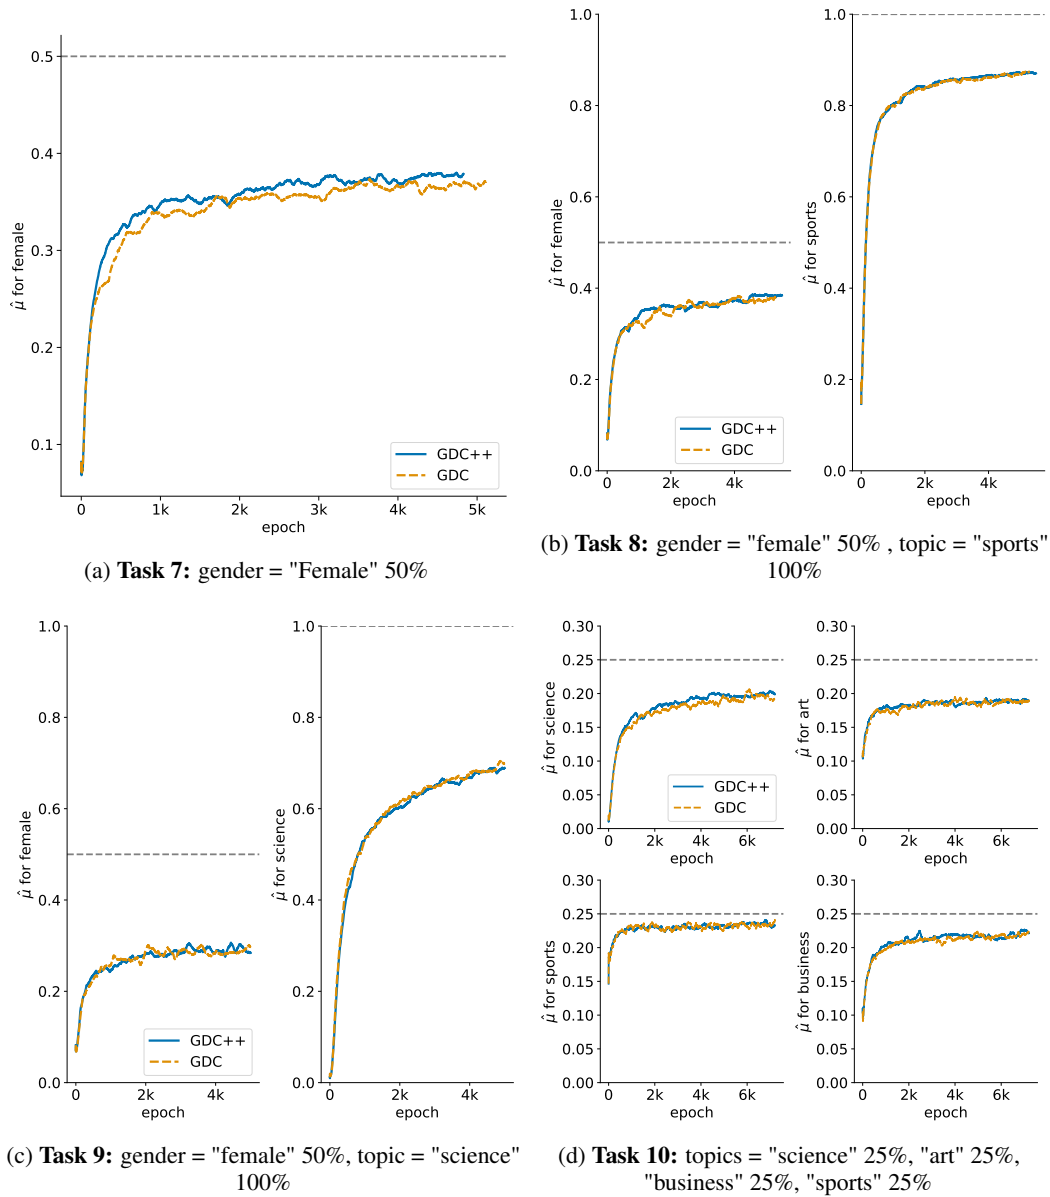 0.5
0.4
0.3
0.2
0.1
μ̂ for female
0 1k 2k 3k 4k 5k
epoch
GDC++
GDC
(a) Task 7: gender = "Female" 50%
1.0
0.8
0.6
0.4
0.2
0.0
μ̂ for female
0 2k 4k
epoch
GDC++
GDC
1.0
0.8
0.6
0.4
0.2
0.0
μ̂ for sports
0 2k 4k
epoch
(b) Task 8: gender = "female" 50% , topic = "sports"
100%
1.0
0.8
0.6
0.4
0.2
0.0
μ̂ for female
0 2k 4k
epoch
GDC++
GDC
1.0
0.8
0.6
0.4
0.2
0.0
μ̂ for science
0 2k 4k
epoch
(c) Task 9: gender = "female" 50%, topic = "science"
100%
0.30
0.25
0.20
0.15
0.10
0.05
0.00
μ̂ for science
0 2k 4k 6k
epoch
GDC++
GDC
0.30
0.25
0.20
0.15
0.10
0.05
0.00
μ̂ for art
0 2k 4k 6k
epoch
0.30
0.25
0.20
0.15
0.10
0.05
0.00
μ̂ for sports
0 2k 4k 6k
epoch
0.30
0.25
0.20
0.15
0.10
0.05
0.00
μ̂ for business
0 2k 4k 6k
epoch
(d) Task 10: topics = "science" 25%, "art" 25%,
"business" 25%, "sports" 25%